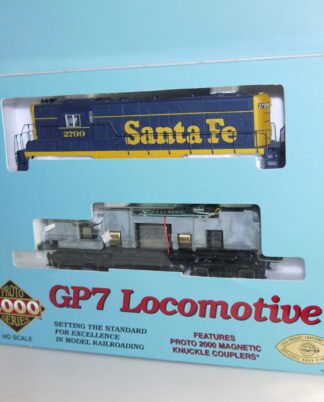 2799
2799
Santa Fe
PROTO
2000
SERIES
HO SCALE
GP7 Locomotive
SETTING THE STANDARD
FOR EXCELLENCE
IN MODEL RAILROADING
FEATURES
PROTO 2000 MAGNETIC
KNUCKLE COUPLERS*